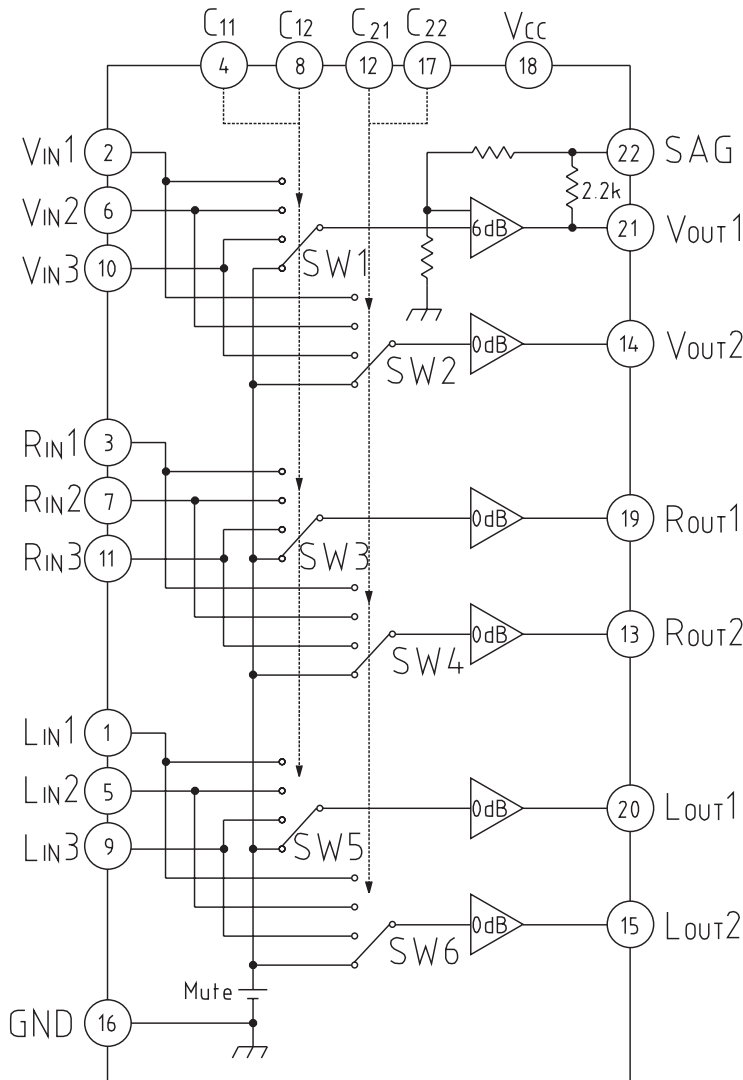 C11 C12 C21 C22 VCC
4 8 12 17 18
VIN1 2 22 SAG
2.2k
VIN2 6 6dB 21 VOUT1
VIN3 10 SW1
SW2 0dB 14 VOUT2
RIN1 3
RIN2 7 0dB 19 ROUT1
RIN3 11 SW3
SW4 0dB 13 ROUT2
LIN1 1
LIN2 5 0dB 20 LOUT1
LIN3 9 SW5
SW6 0dB 15 LOUT2
Mute
GND 16